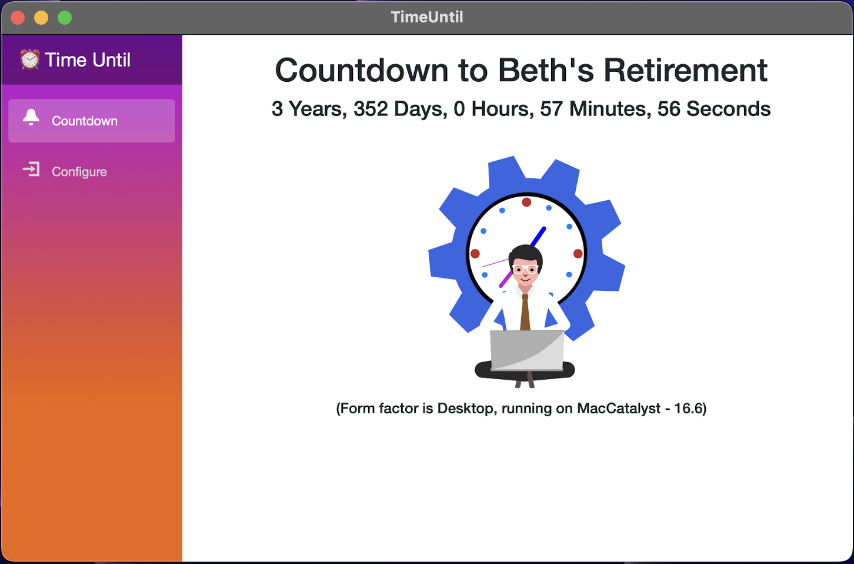 TimeUntil
⏰ Time Until
Countdown
Configure
Countdown to Beth's Retirement
3 Years, 352 Days, 0 Hours, 57 Minutes, 56 Seconds
(Form factor is Desktop, running on MacCatalyst - 16.6)